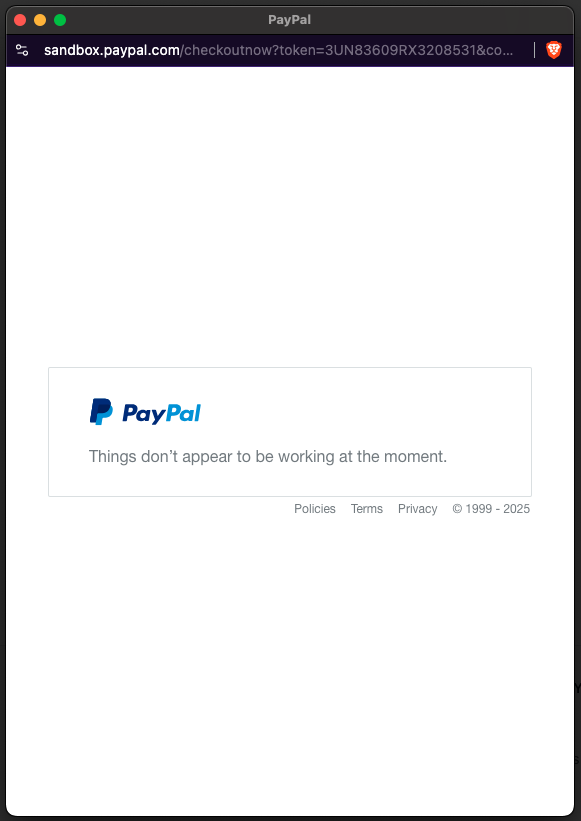 PayPal
sandbox.paypal.com/checkoutnow?token=3UN83609RX3208531&co...
PayPal
Things don’t appear to be working at the moment.
Policies Terms Privacy © 1999 - 2025